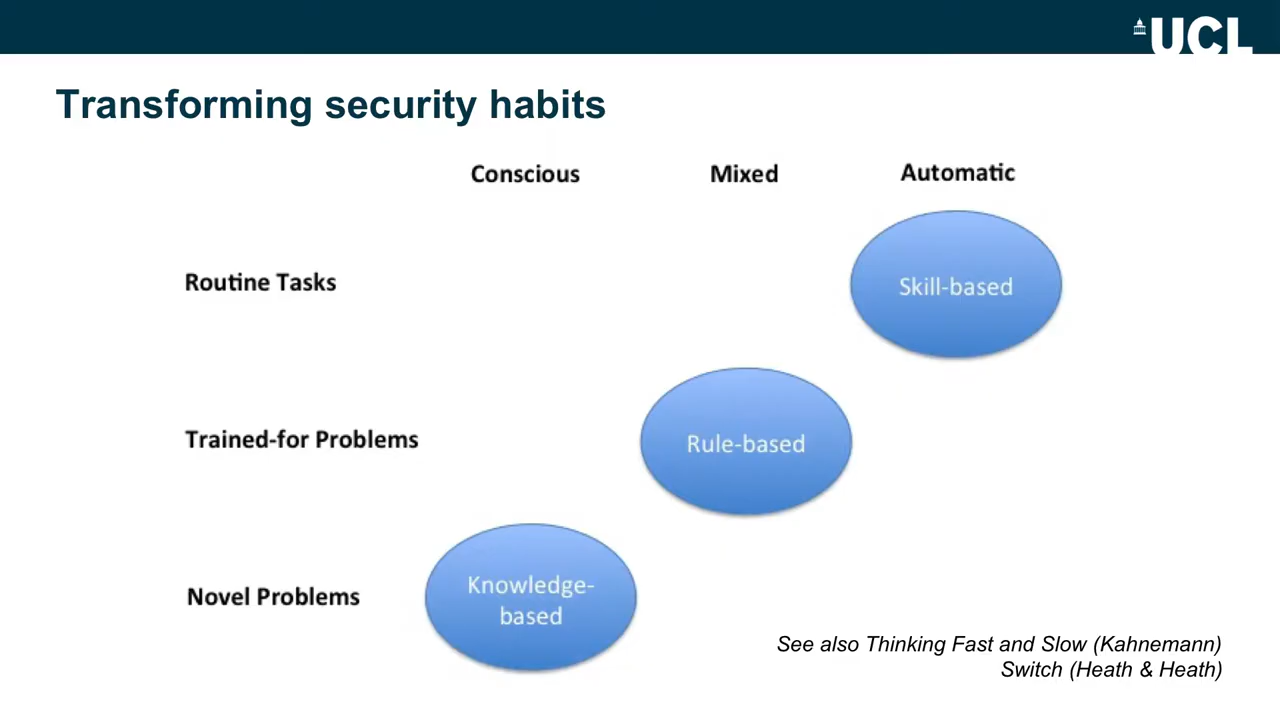 UCL
Transforming security habits
Conscious
Mixed
Automatic
Routine Tasks
Skill-based
Trained-for Problems
Rule-based
Novel Problems
Knowledge-
based
See also Thinking Fast and Slow (Kahnemann)
Switch (Heath & Heath)